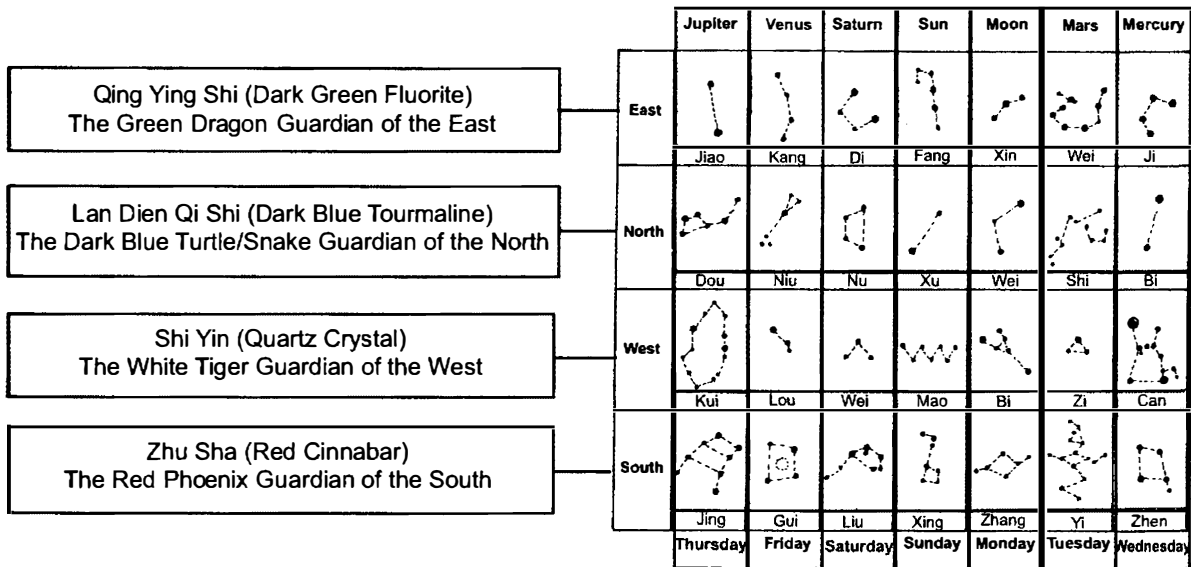 Jupiter Venus Saturn Sun Moon Mars Mercury
Qing Ying Shi (Dark Green Fluorite)
The Green Dragon Guardian of the East
East
Jiao Kang Di Fang Xin Wei Ji
Lan Dien Qi Shi (Dark Blue Tourmaline)
The Dark Blue Turtle/Snake Guardian of the North
North
Dou Niu Nu Xu Wei Shi Bi
Shi Yin (Quartz Crystal)
The White Tiger Guardian of the West
West
Kui Lou Wei Mao Bi Zi Can
Zhu Sha (Red Cinnabar)
The Red Phoenix Guardian of the South
South
Jing Gui Liu Xing Zhang Yi Zhen
Thursday Friday Saturday Sunday Monday Tuesday Wednesday